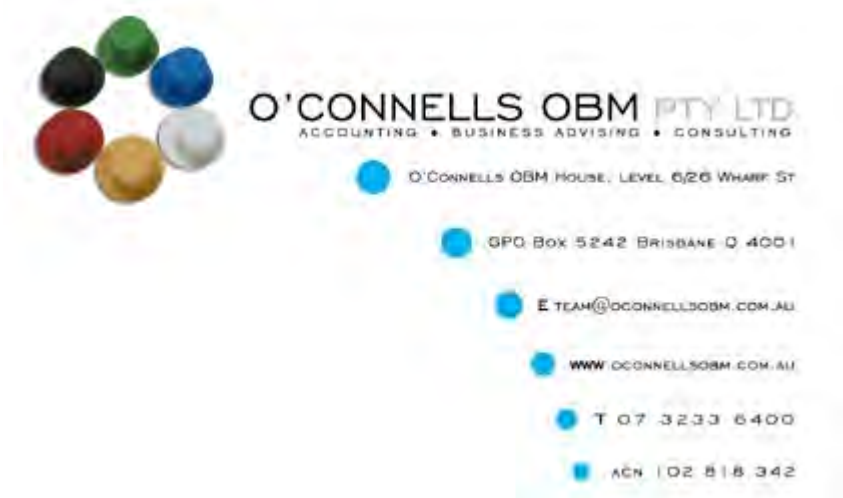 O'CONNELLS OBM PTY LTD
ACCOUNTING • BUSINESS ADVISING • CONSULTING
O'CONNELLS OBM HOUSE, LEVEL 6/26 WHARF ST
GPO BOX 5242 BRISBANE Q 4001
E TEAM@OCONNELLSOBM.COM.AU
WWW OCONNELLSOBM.COM.AU
T 07 3233 6400
ACN 102 818 342